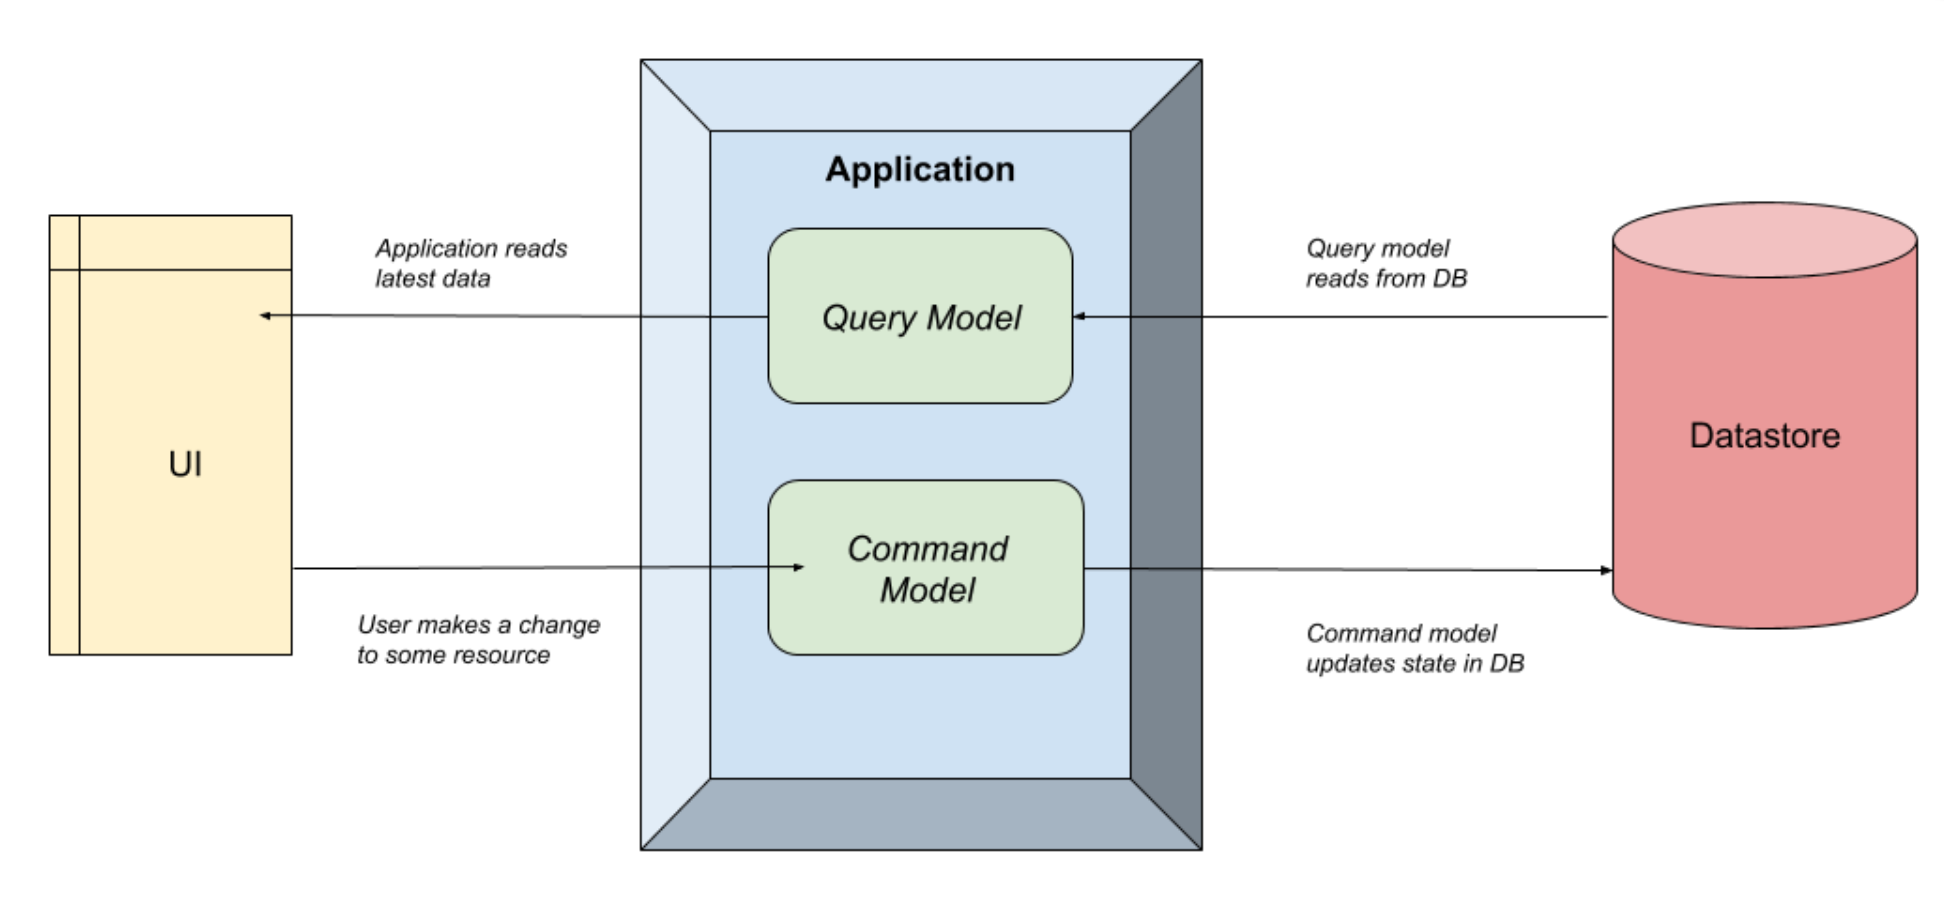 Application
Application reads
latest data
Query model
reads from DB
Query Model
Datastore
UI
Command
Model
User makes a change
to some resource
Command model
updates state in DB